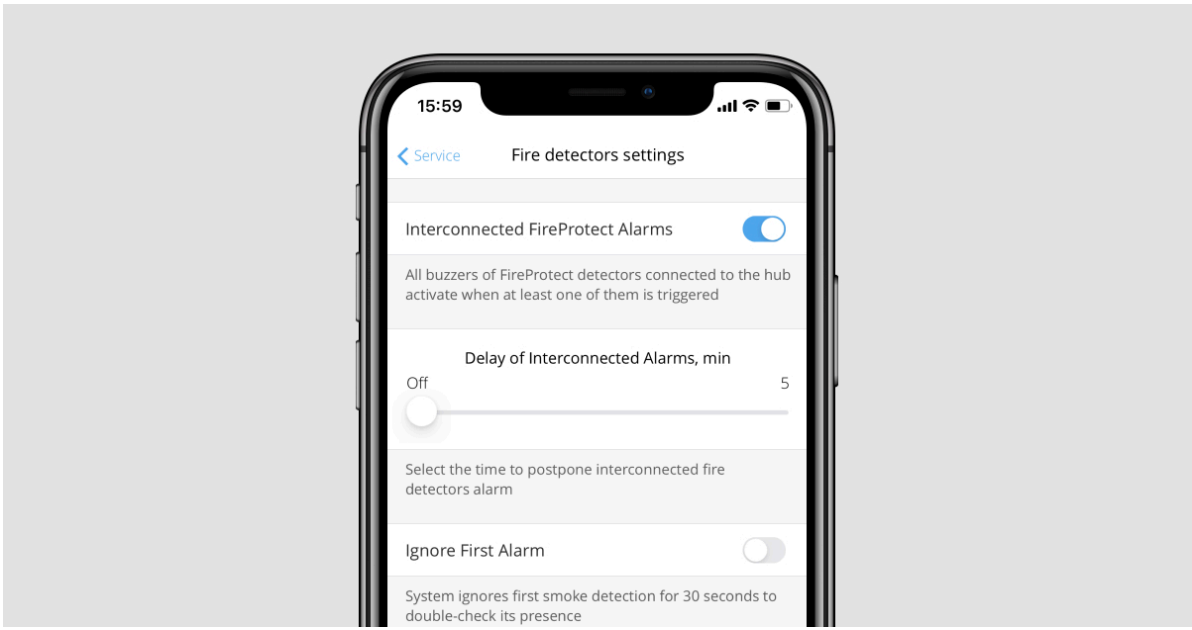 15:59
Service
Fire detectors settings
Interconnected FireProtect Alarms
All buzzers of FireProtect detectors connected to the hub
activate when at least one of them is triggered
Delay of Interconnected Alarms, min
Off
5
Select the time to postpone interconnected fire
detectors alarm
Ignore First Alarm
System ignores first smoke detection for 30 seconds to
double-check its presence